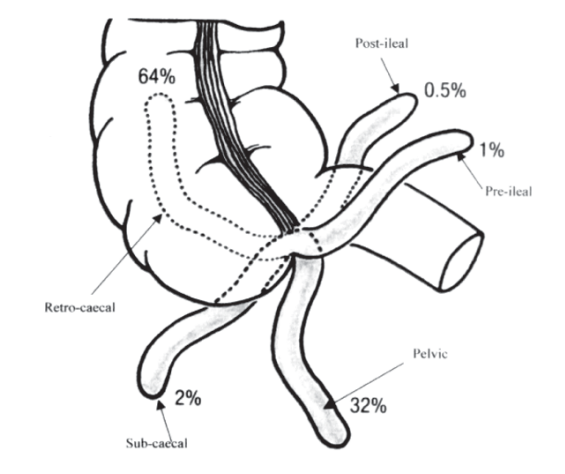 Post-ileal
64%
0.5%
1%
Pre-ileal
Retro-caecal
Pelvic
2%
32%
Sub-caecal